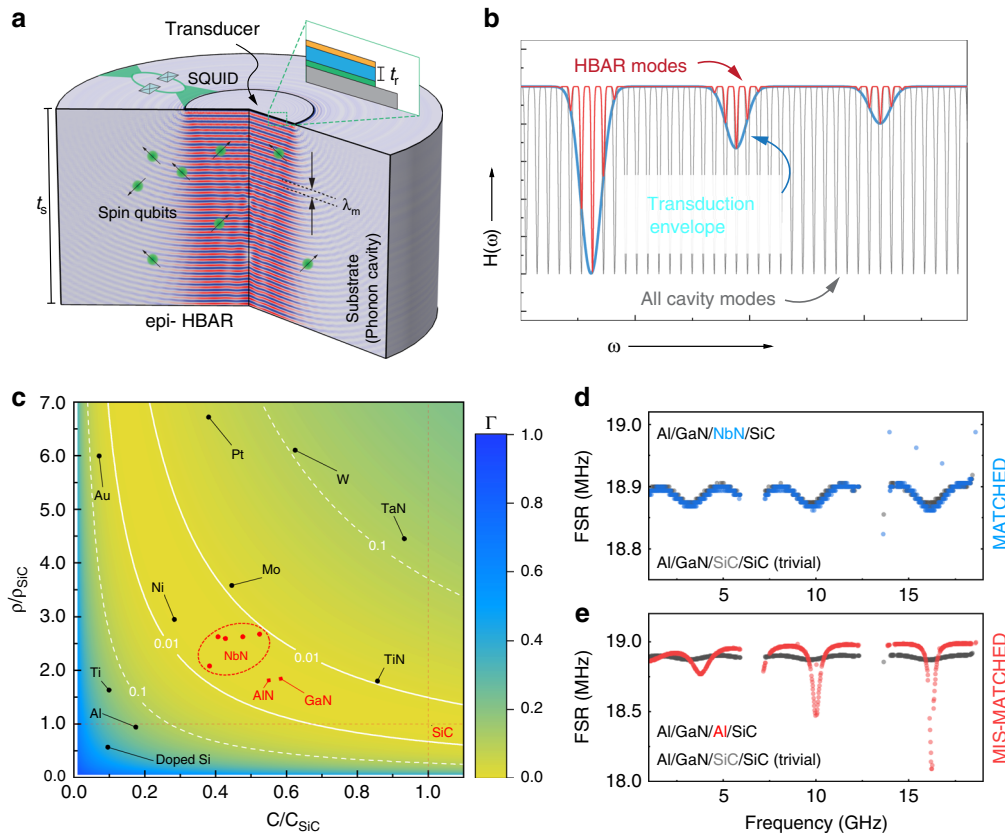 a
Transducer
SQUID
t_r
t_s
Spin qubits
λ_m
Substrate
(Phonon cavity)
epi- HBAR
b
HBAR modes
Transduction
envelope
All cavity modes
H(ω)
ω
c
7.0
6.0
5.0
4.0
3.0
2.0
1.0
0.0
ρ/ρ_SiC
0.0
0.2
0.4
0.6
0.8
1.0
C/C_SiC
Au
Pt
W
TaN
0.1
Ni
Mo
0.01
NbN
0.01
TiN
Ti
0.1
AlN
GaN
Al
SiC
Doped Si
Γ
1.0
0.8
0.6
0.4
0.2
0.0
d
19.0
18.9
18.8
FSR (MHz)
Al/GaN/NbN/SiC
Al/GaN/SiC/SiC (trivial)
MATCHED
e
19.0
18.5
18.0
FSR (MHz)
Al/GaN/Al/SiC
Al/GaN/SiC/SiC (trivial)
MIS-MATCHED
5
10
15
Frequency (GHz)